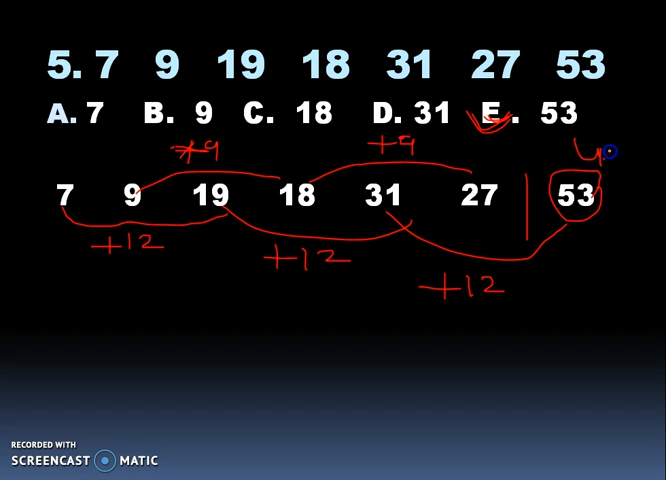 5. 7 9 19 18 31 27 53
A. 7 B. 9 C. 18 D. 31 E. 53
+9 +9
7 9 19 18 31 27 53
+12 +12 +12
RECORDED WITH
SCREENCAST MATIC